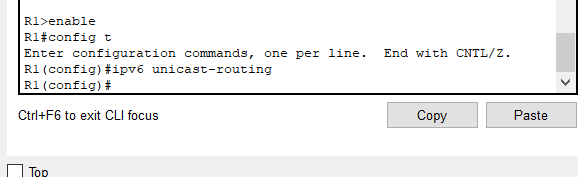 R1>enable
R1#config t
Enter configuration commands, one per line.  End with CNTL/Z.
R1(config)#ipv6 unicast-routing
R1(config)#
Ctrl+F6 to exit CLI focus
Copy
Paste
Top